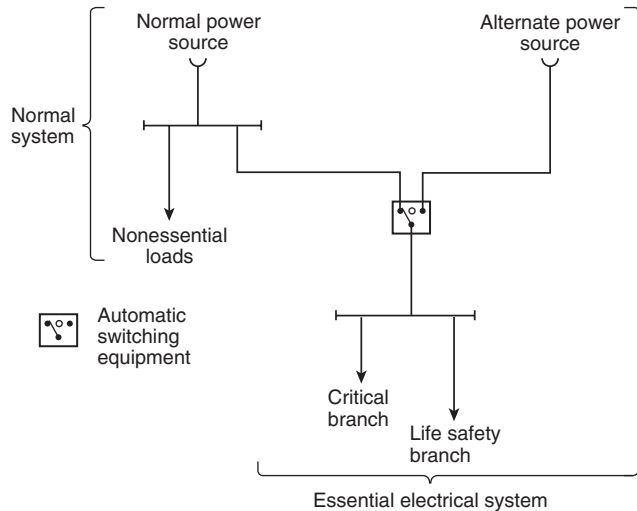 Normal power
source
Alternate power
source
Normal
system
Nonessential
loads
Automatic
switching
equipment
Critical
branch
Life safety
branch
Essential electrical system